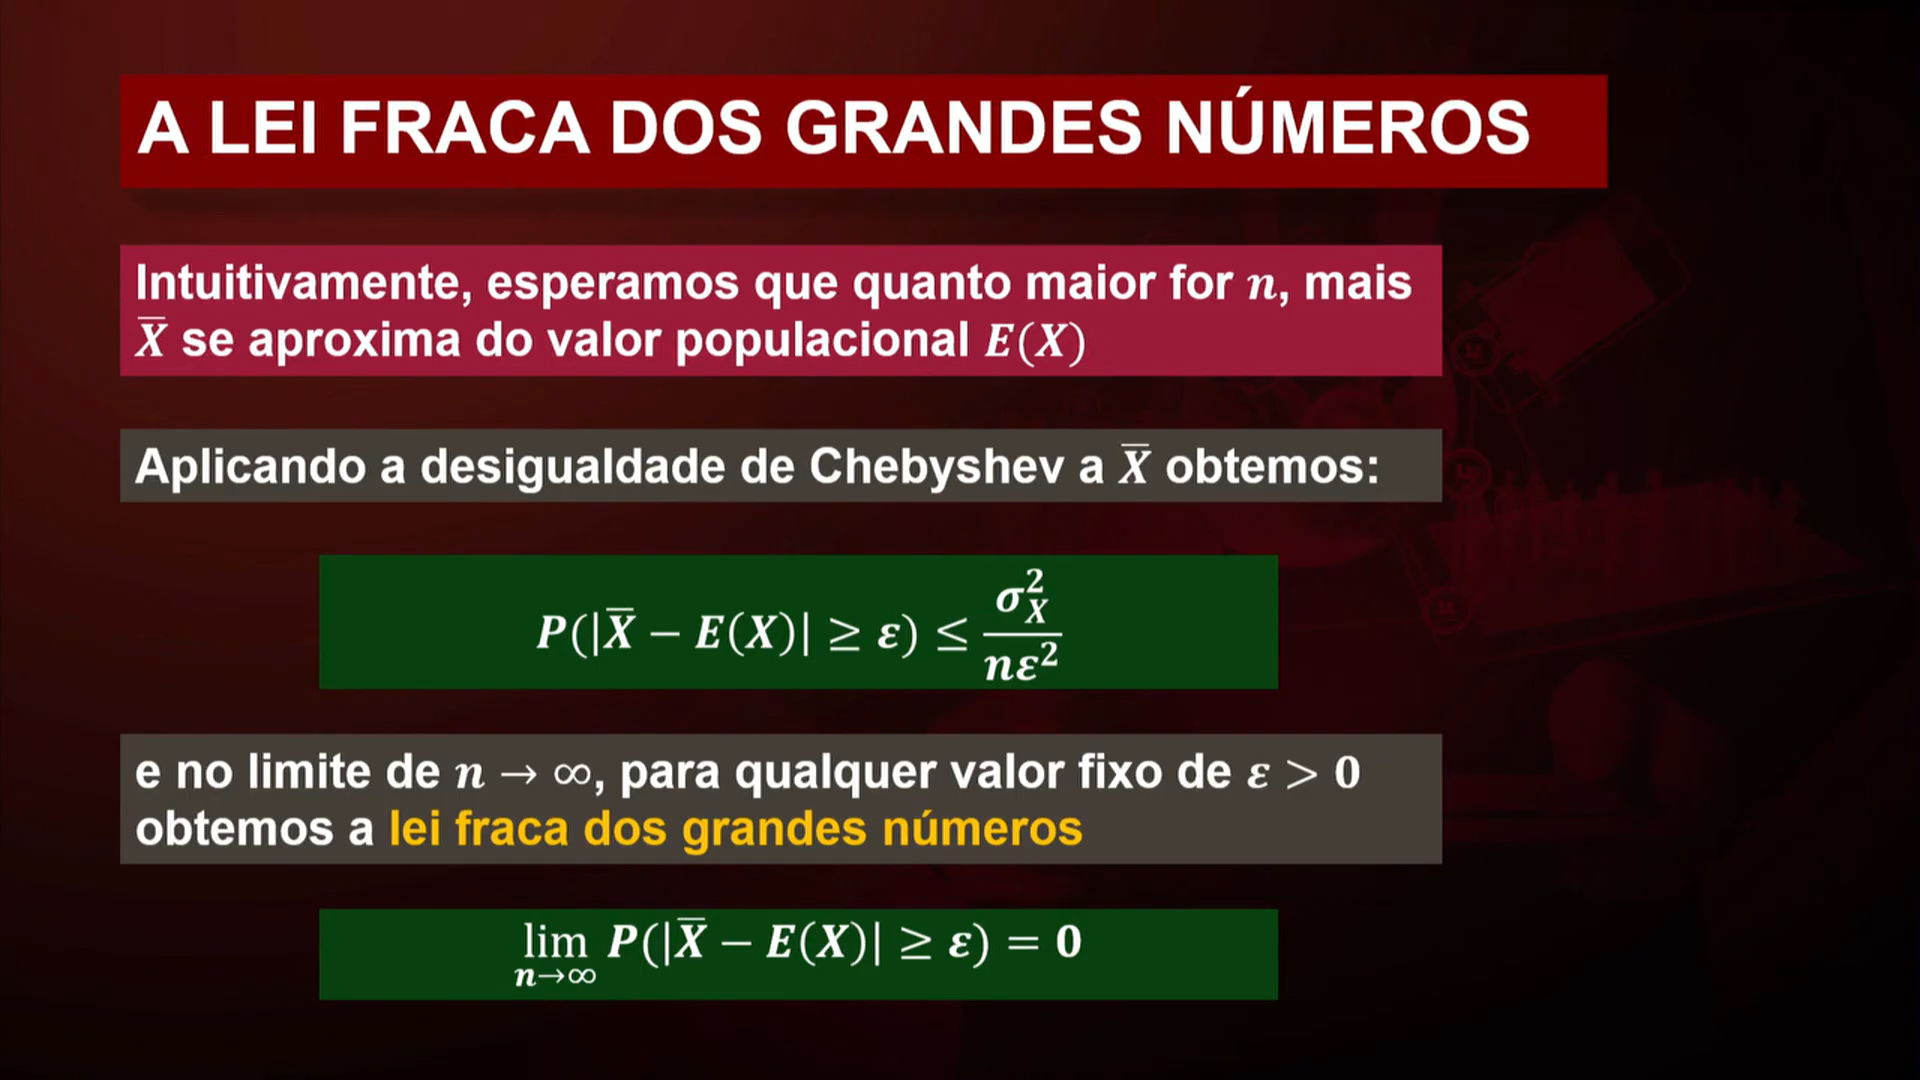 A LEI FRACA DOS GRANDES NÚMEROS
Intuitivamente, esperamos que quanto maior for n, mais
X̅ se aproxima do valor populacional E(X)
Aplicando a desigualdade de Chebyshev a X̅ obtemos:
P(|X̅ − E(X)| ≥ ε) ≤ σ²_X / nε²
e no limite de n → ∞, para qualquer valor fixo de ε > 0
obtemos a lei fraca dos grandes números
lim n→∞ P(|X̅ − E(X)| ≥ ε) = 0